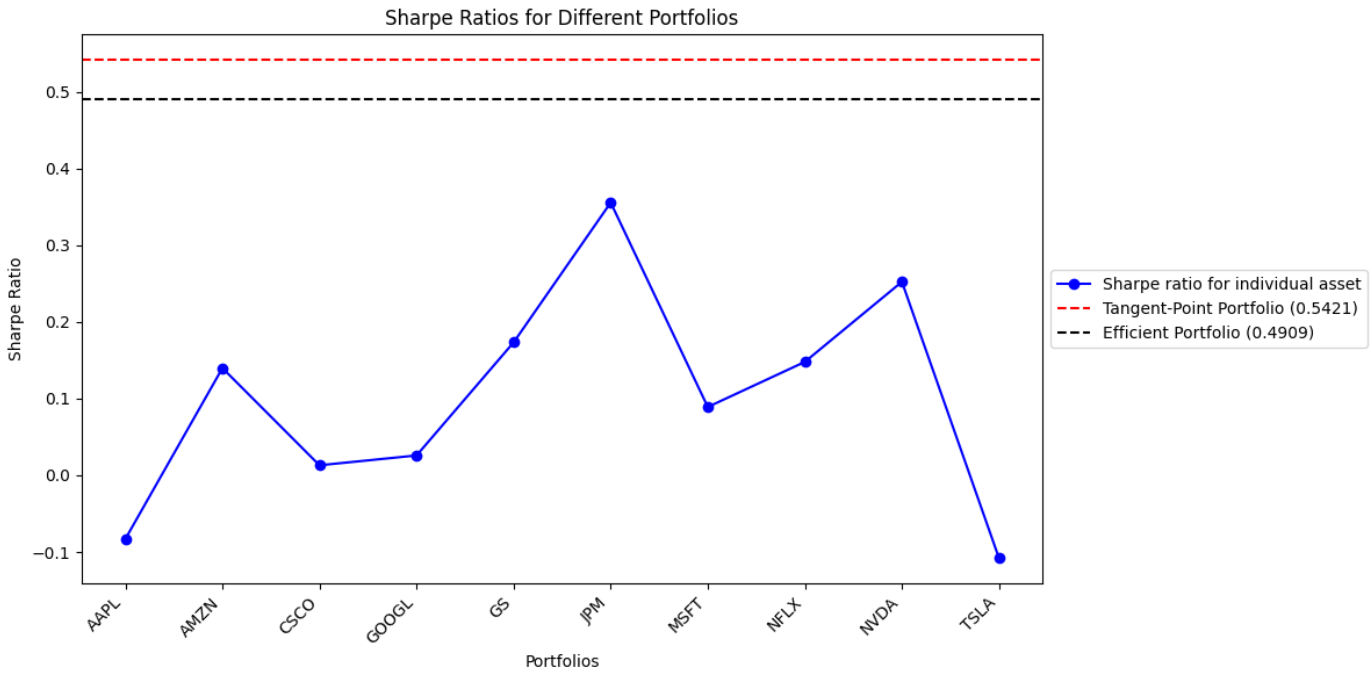 Sharpe Ratios for Different Portfolios
Sharpe Ratio
0.5
0.4
0.3
0.2
0.1
0.0
−0.1
AAPL
AMZN
CSCO
GOOGL
GS
JPM
MSFT
NFLX
NVDA
TSLA
Portfolios
Sharpe ratio for individual asset
Tangent-Point Portfolio (0.5421)
Efficient Portfolio (0.4909)